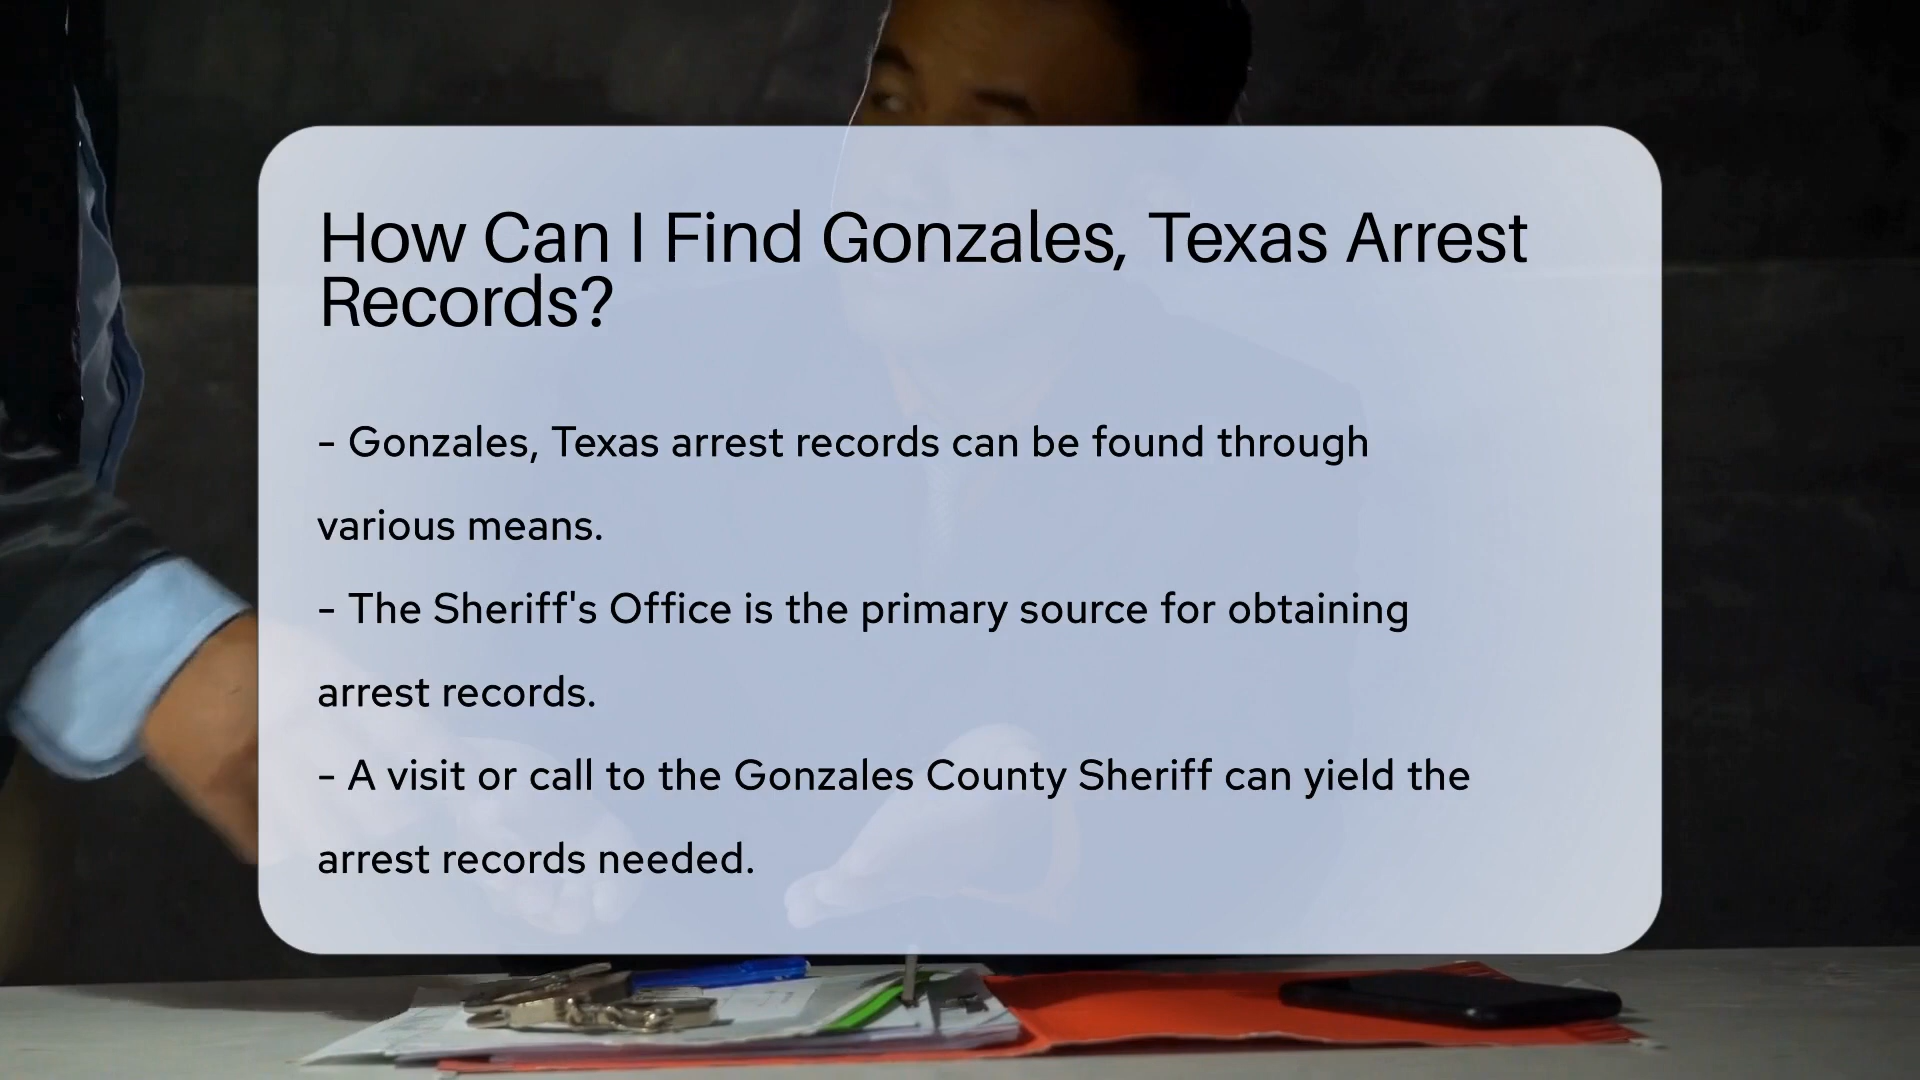 How Can I Find Gonzales, Texas Arrest
Records?
- Gonzales, Texas arrest records can be found through
various means.
- The Sheriff's Office is the primary source for obtaining
arrest records.
- A visit or call to the Gonzales County Sheriff can yield the
arrest records needed.